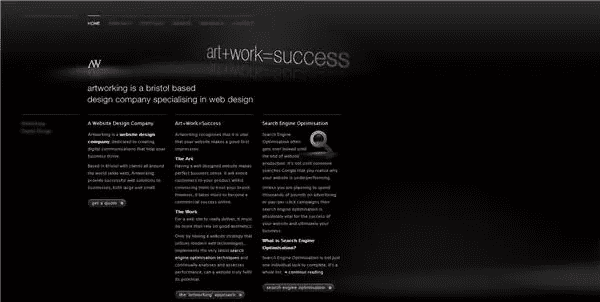 HOME
art+work=success
AW
artworking is a bristol based
design company specialising in web design
A Website Design Company
Artworking is a website design
company, dedicated to creating
digital communications that help your
business thrive.
Based in Bristol with clients all around
the world wide web, Artworking
provide successful web solutions to
businesses, both large and small.
get a quote
Art+Work=Success
Artworking recognises that it is vital
that your website makes a good first
impression.
The Art
Having a well designed website makes
perfect business sense. It will entice
customers to your product whilst
convincing them to trust your brand.
However, it takes more to become a
commercial success online.
The Work
For a web site to really deliver, it must
do more than rely on good aesthetics.
Only by having a website strategy that
utilises modern web technologies,
implements the very latest search
engine optimisation techniques and
continually analyses and assesses
performance, can a website truly fulfil
its potential.
the 'artworking' approach
Search Engine Optimisation
Search Engine
Optimisation often
gets over looked until
the end of website
production. It's not until someone
searches Google that you realise why
your website is underperforming.
Unless you are planning to spend
thousands of pounds on advertising
or pay-per-click campaigns then
search engine optimisation is
absolutely vital for the success of
your website and ultimately your
business.
What is Search Engine
Optimisation?
Search Engine Optimisation is not just
one individual task to complete, it's a
whole list. continue reading
search engine optimisation